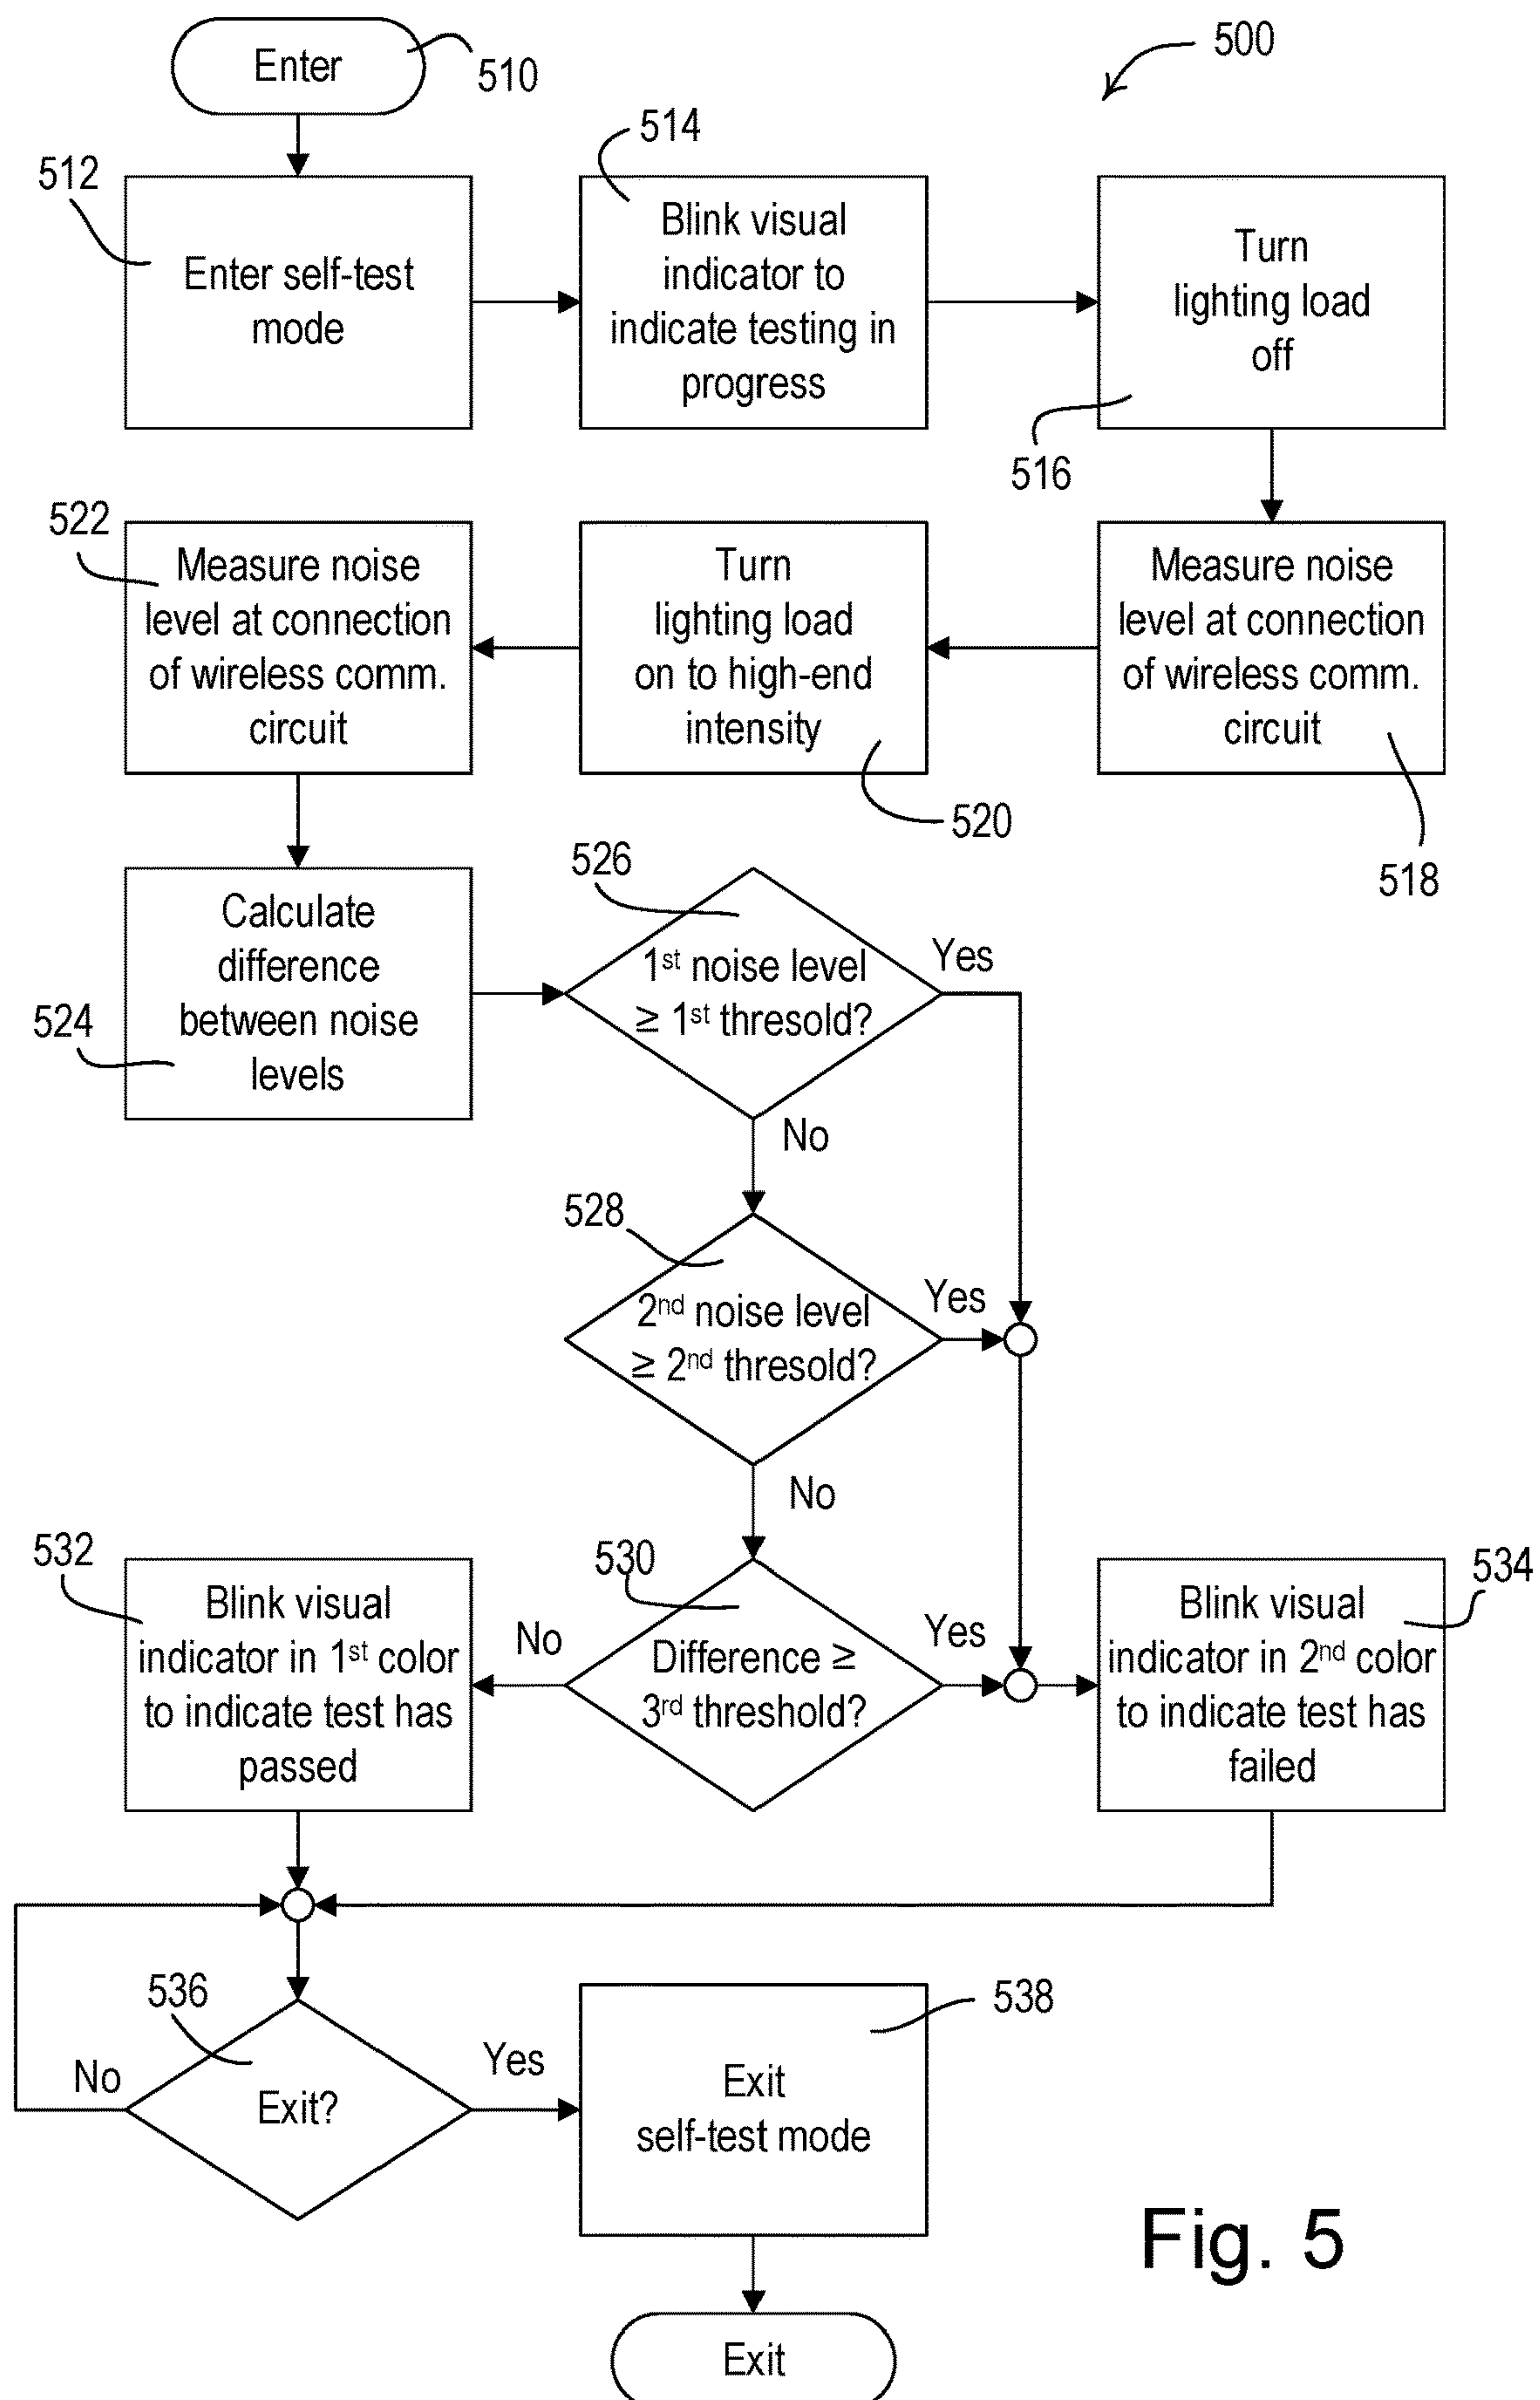 Enter
510
500
512
Enter self-test
mode
514
Blink visual
indicator to
indicate testing in
progress
Turn
lighting load
off
516
522
Measure noise
level at connection
of wireless comm.
circuit
Turn
lighting load
on to high-end
intensity
520
Measure noise
level at connection
of wireless comm.
circuit
518
524
Calculate
difference
between noise
levels
526
1st noise level
≥ 1st thresold?
Yes
No
528
2nd noise level
≥ 2nd thresold?
Yes
No
532
Blink visual
indicator in 1st color
to indicate test has
passed
No
530
Difference ≥
3rd threshold?
Yes
534
Blink visual
indicator in 2nd color
to indicate test has
failed
536
Exit?
No
Yes
538
Exit
self-test mode
Exit
Fig. 5